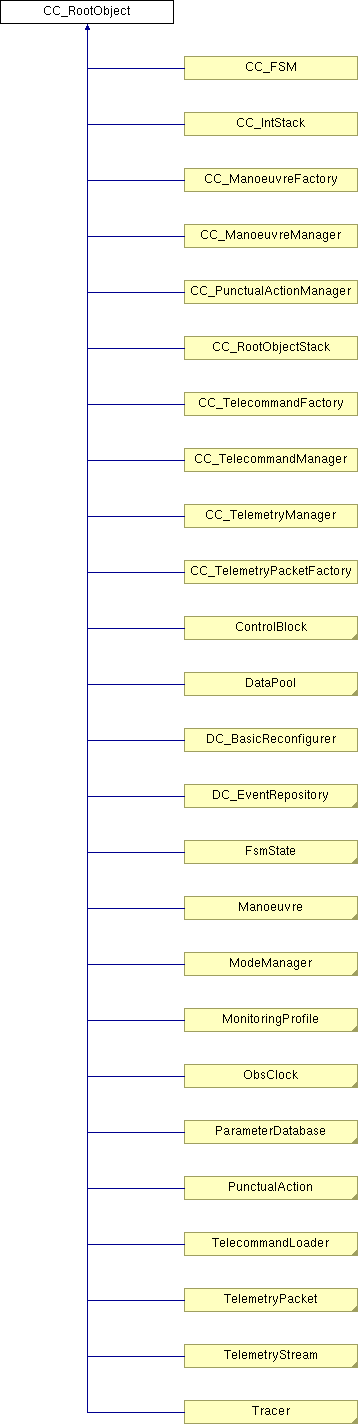 CC_RootObject
CC_FSM
CC_IntStack
CC_ManoeuvreFactory
CC_ManoeuvreManager
CC_PunctualActionManager
CC_RootObjectStack
CC_TelecommandFactory
CC_TelecommandManager
CC_TelemetryManager
CC_TelemetryPacketFactory
ControlBlock
DataPool
DC_BasicReconfigurer
DC_EventRepository
FsmState
Manoeuvre
ModeManager
MonitoringProfile
ObsClock
ParameterDatabase
PunctualAction
TelecommandLoader
TelemetryPacket
TelemetryStream
Tracer